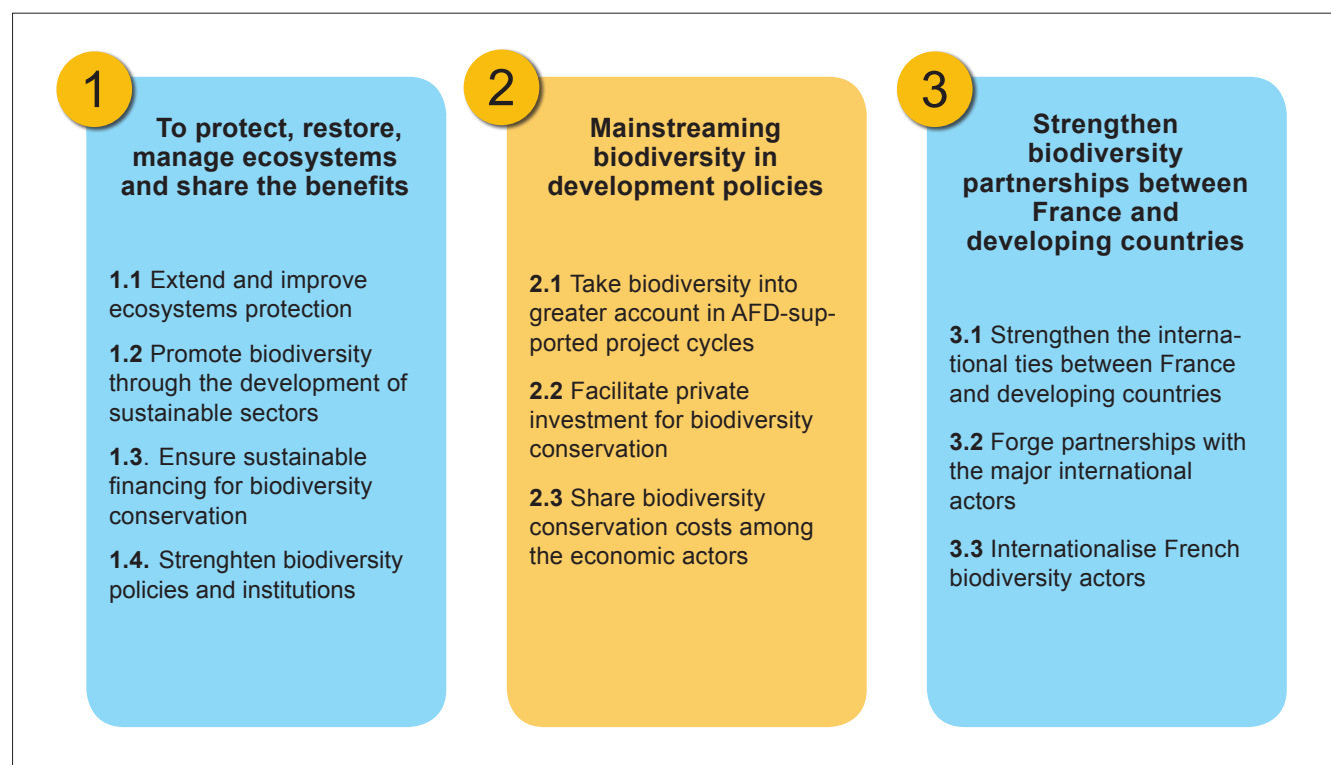 1
To protect, restore,
manage ecosystems
and share the benefits
1.1 Extend and improve
ecosystems protection
1.2 Promote biodiversity
through the development of
sustainable sectors
1.3. Ensure sustainable
financing for biodiversity
conservation
1.4. Strenghten biodiversity
policies and institutions
2
Mainstreaming
biodiversity in
development policies
2.1 Take biodiversity into
greater account in AFD-sup-
ported project cycles
2.2 Facilitate private
investment for biodiversity
conservation
2.3 Share biodiversity
conservation costs among
the economic actors
3
Strengthen
biodiversity
partnerships between
France and
developing countries
3.1 Strengthen the interna-
tional ties between France
and developing countries
3.2 Forge partnerships with
the major international
actors
3.3 Internationalise French
biodiversity actors